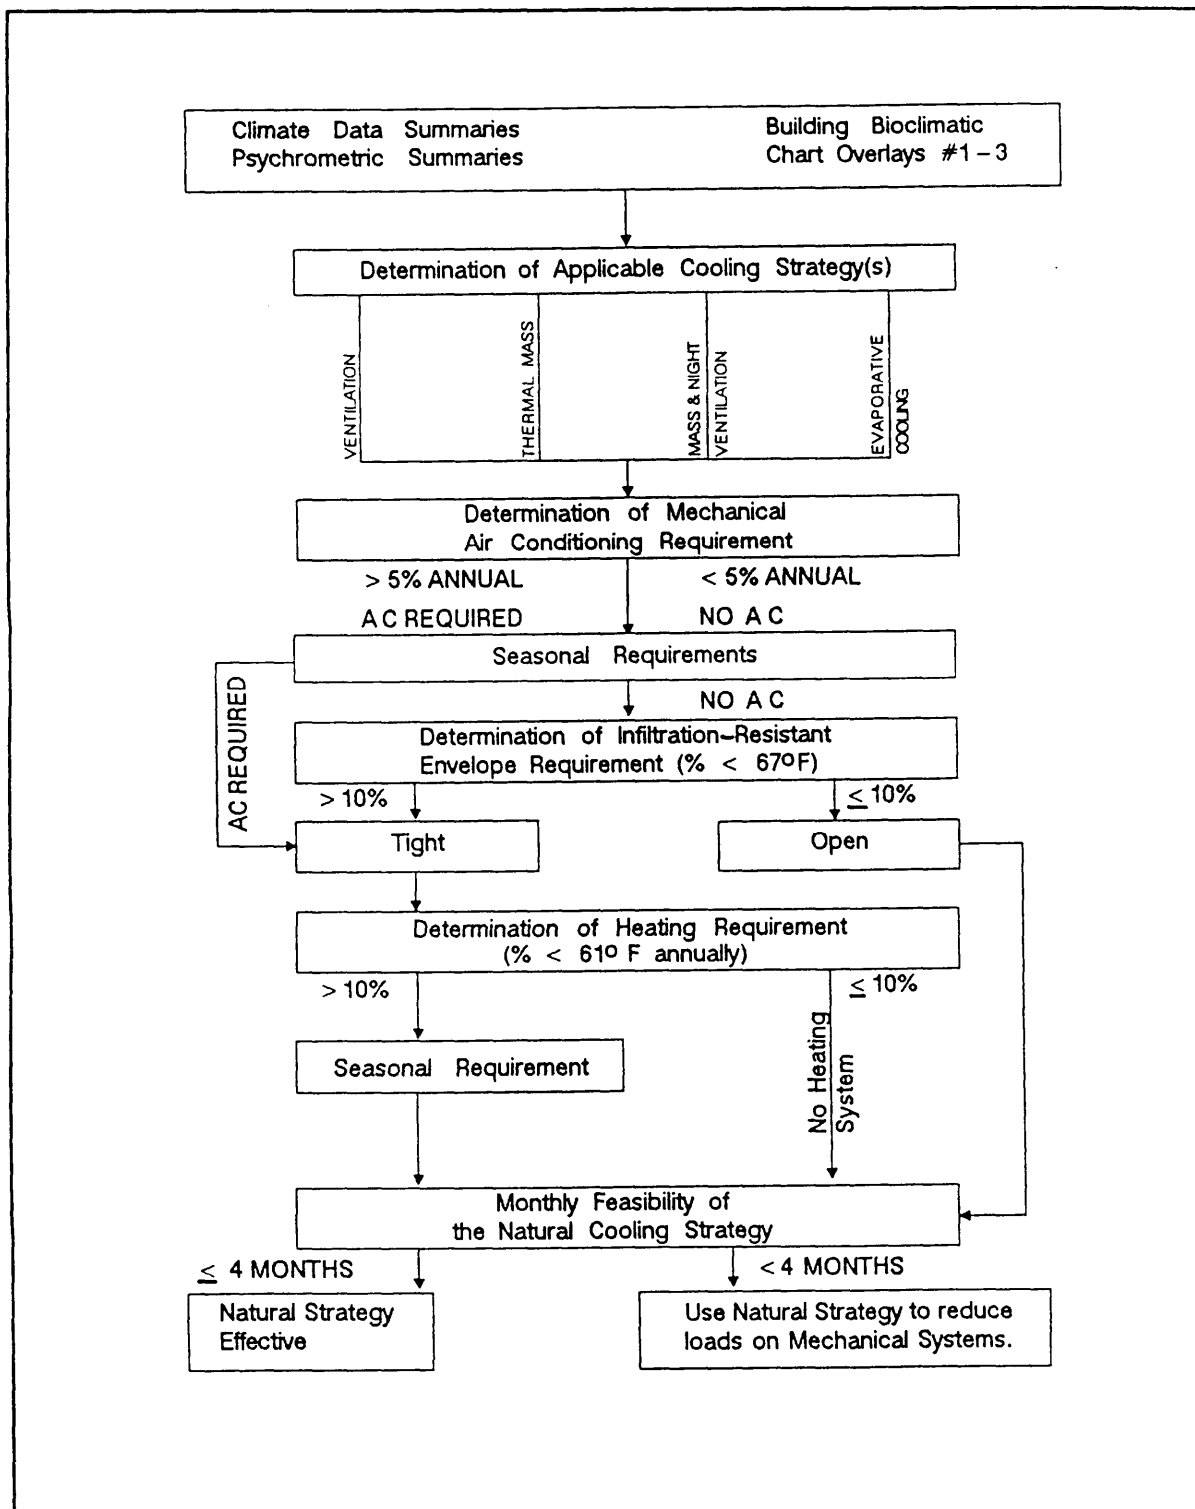 Climate Data Summaries
Psychrometric Summaries
Building Bioclimatic
Chart Overlays #1-3
Determination of Applicable Cooling Strategy(s)
VENTILATION
THERMAL MASS
MASS & NIGHT
VENTILATION
EVAPORATIVE
COOLING
Determination of Mechanical
Air Conditioning Requirement
> 5% ANNUAL
< 5% ANNUAL
AC REQUIRED
NO AC
Seasonal Requirements
AC REQUIRED
NO AC
Determination of Infiltration-Resistant
Envelope Requirement (% < 67°F)
> 10%
≤ 10%
Tight
Open
Determination of Heating Requirement
(% < 61° F annually)
> 10%
≤ 10%
Seasonal Requirement
No Heating
System
Monthly Feasibility of
the Natural Cooling Strategy
≤ 4 MONTHS
< 4 MONTHS
Natural Strategy
Effective
Use Natural Strategy to reduce
loads on Mechanical Systems.